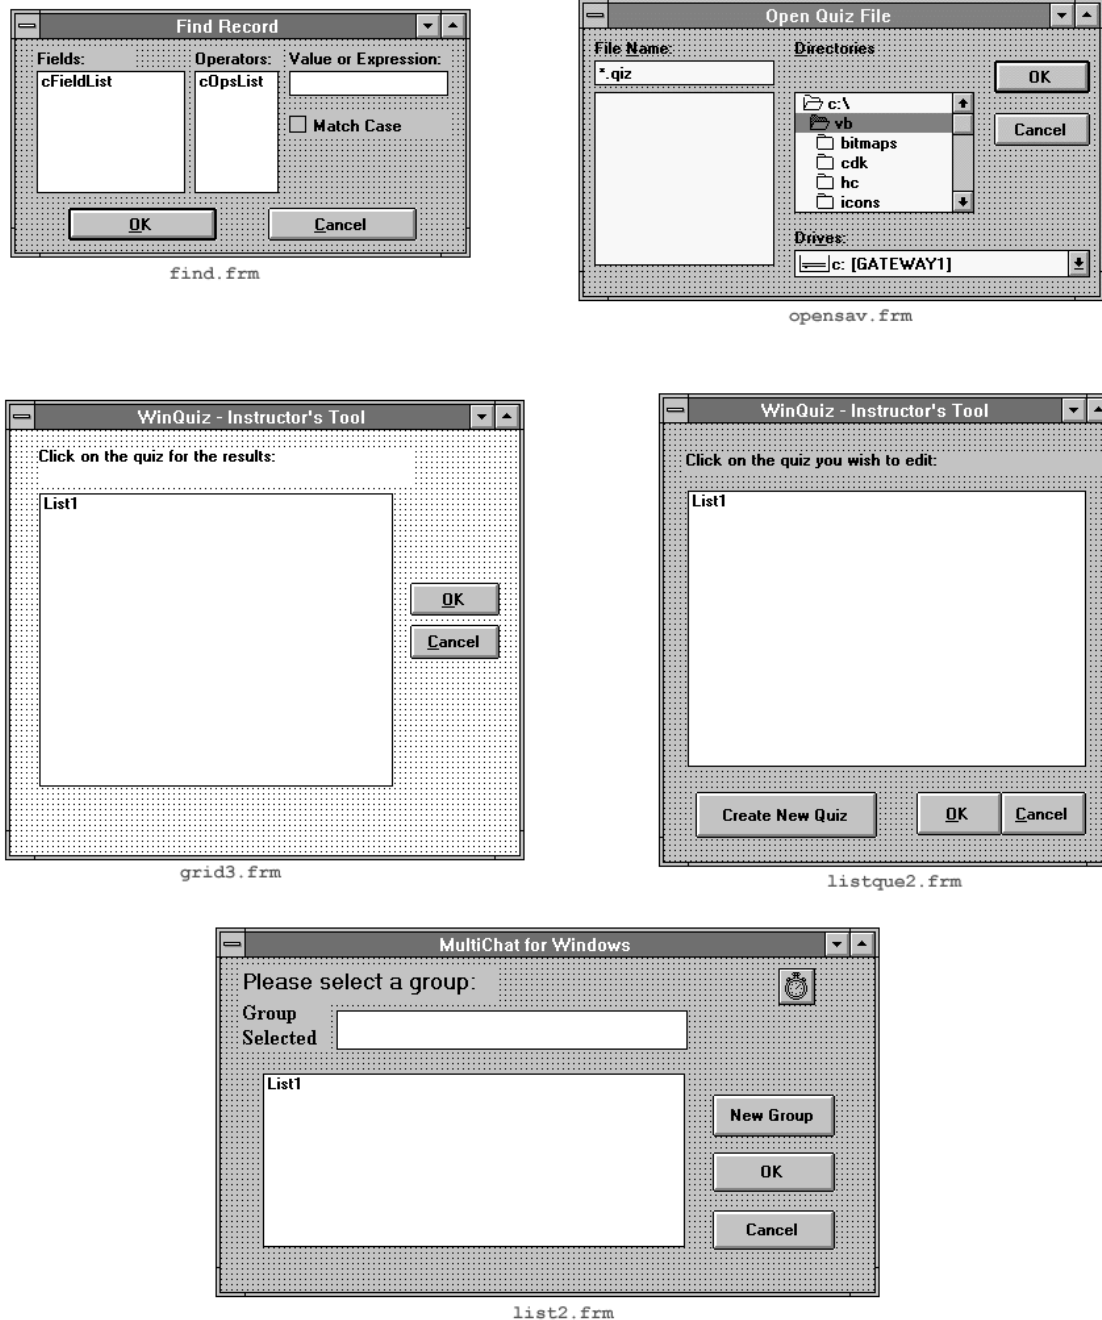 Find Record
Fields: Operators: Value or Expression:
cFieldList cOpsList
Match Case
OK Cancel
find.frm
Open Quiz File
File Name: Directories
*.qiz
OK
c:\
vb
Cancel
bitmaps
cdk
hc
icons
Drives:
c: [GATEWAY1]
opensav.frm
WinQuiz - Instructor's Tool
Click on the quiz for the results:
List1
OK
Cancel
grid3.frm
WinQuiz - Instructor's Tool
Click on the quiz you wish to edit:
List1
Create New Quiz OK Cancel
listque2.frm
MultiChat for Windows
Please select a group:
Group
Selected
List1
New Group
OK
Cancel
list2.frm